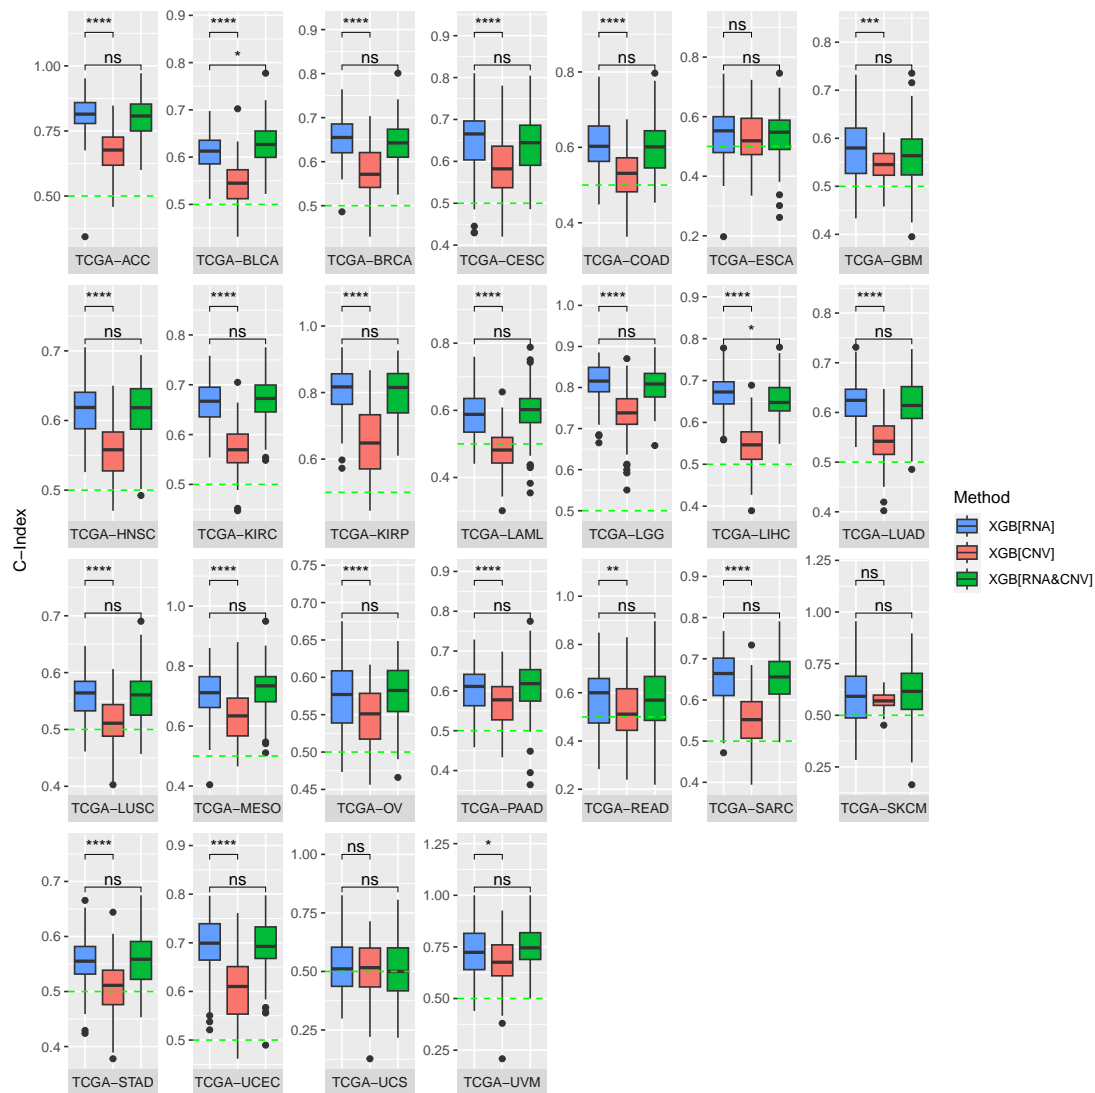 **** ns 1.00 0.75 0.50 TCGA−ACC
**** * 0.9 0.8 0.7 0.6 0.5 TCGA−BLCA
**** ns 0.9 0.8 0.7 0.6 0.5 TCGA−BRCA
**** ns 0.9 0.8 0.7 0.6 0.5 0.4 TCGA−CESC
**** ns 0.8 0.6 0.4 TCGA−COAD
ns ns 0.8 0.6 0.4 0.2 TCGA−ESCA
*** ns 0.8 0.7 0.6 0.5 0.4 TCGA−GBM
**** ns 0.7 0.6 0.5 TCGA−HNSC
**** ns 0.8 0.7 0.6 0.5 TCGA−KIRC
**** ns 1.0 0.8 0.6 TCGA−KIRP
**** ns 1.0 0.8 0.6 0.4 TCGA−LAML
**** ns 1.0 0.9 0.8 0.7 0.6 0.5 TCGA−LGG
**** * 0.9 0.8 0.7 0.6 0.5 0.4 TCGA−LIHC
**** ns 0.8 0.7 0.6 0.5 0.4 TCGA−LUAD
**** ns 0.7 0.6 0.5 0.4 TCGA−LUSC
**** ns 1.0 0.8 0.6 0.4 TCGA−MESO
**** ns 0.75 0.70 0.65 0.60 0.55 0.50 0.45 TCGA−OV
**** ns 0.9 0.8 0.7 0.6 0.5 0.4 TCGA−PAAD
** ns 1.0 0.8 0.6 0.4 0.2 TCGA−READ
**** ns 0.9 0.8 0.7 0.6 0.5 0.4 TCGA−SARC
ns ns 1.25 1.00 0.75 0.50 0.25 TCGA−SKCM
**** ns 0.7 0.6 0.5 0.4 TCGA−STAD
**** ns 0.9 0.8 0.7 0.6 0.5 TCGA−UCEC
ns ns 1.00 0.75 0.50 0.25 TCGA−UCS
* ns 1.25 1.00 0.75 0.50 0.25 TCGA−UVM
C−Index
Method
XGB[RNA]
XGB[CNV]
XGB[RNA&CNV]